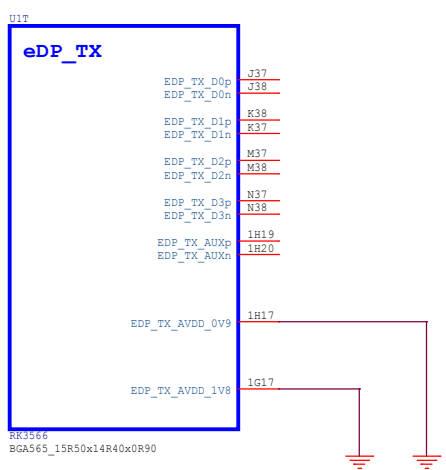 U1T
eDP_TX
EDP_TX_D0p J37
EDP_TX_D0n J38
EDP_TX_D1p K38
EDP_TX_D1n K37
EDP_TX_D2p M37
EDP_TX_D2n M38
EDP_TX_D3p N37
EDP_TX_D3n N38
EDP_TX_AUXp 1H19
EDP_TX_AUXn 1H20
EDP_TX_AVDD_0V9 1H17
EDP_TX_AVDD_1V8 1G17
RK3566
BGA565_15R50x14R40x0R90